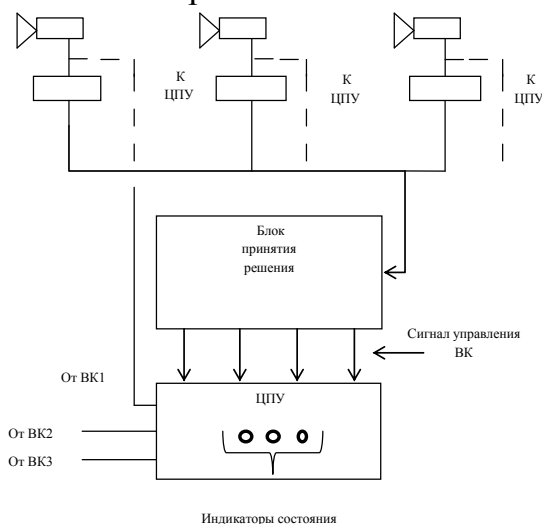 К
ЦПУ
К
ЦПУ
К
ЦПУ
Блок
принятия
решения
Сигнал управления
ВК
От ВК1
ЦПУ
От ВК2
От ВК3
Индикаторы состояния